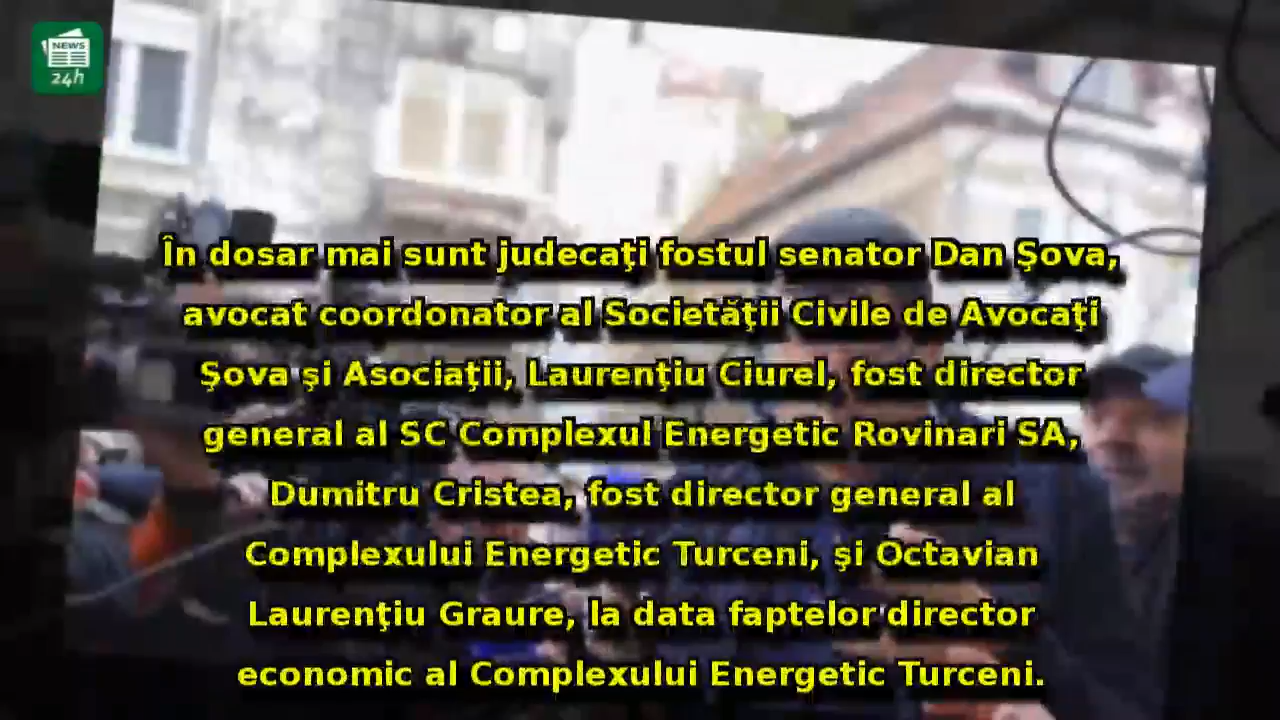 NEWS
24h
În dosar mai sunt judecaţi fostul senator Dan Şova,
avocat coordonator al Societăţii Civile de Avocaţi
Şova şi Asociaţii, Laurenţiu Ciurel, fost director
general al SC Complexul Energetic Rovinari SA,
Dumitru Cristea, fost director general al
Complexului Energetic Turceni, şi Octavian
Laurenţiu Graure, la data faptelor director
economic al Complexului Energetic Turceni.